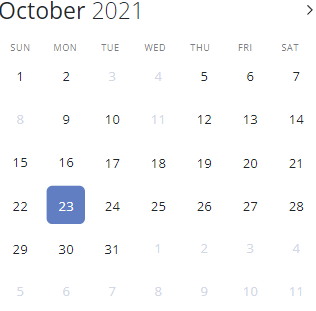 October 2021
SUN MON TUE WED THU FRI SAT
1 2 3 4 5 6 7
8 9 10 11 12 13 14
15 16 17 18 19 20 21
22 23 24 25 26 27 28
29 30 31 1 2 3 4
5 6 7 8 9 10 11